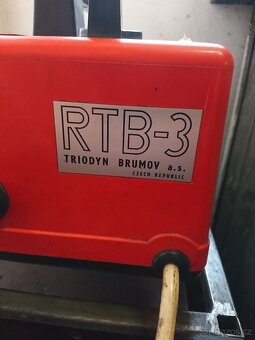 RTB-3
TRIODYN BRUMOV a.s.
CZECH REPUBLIC